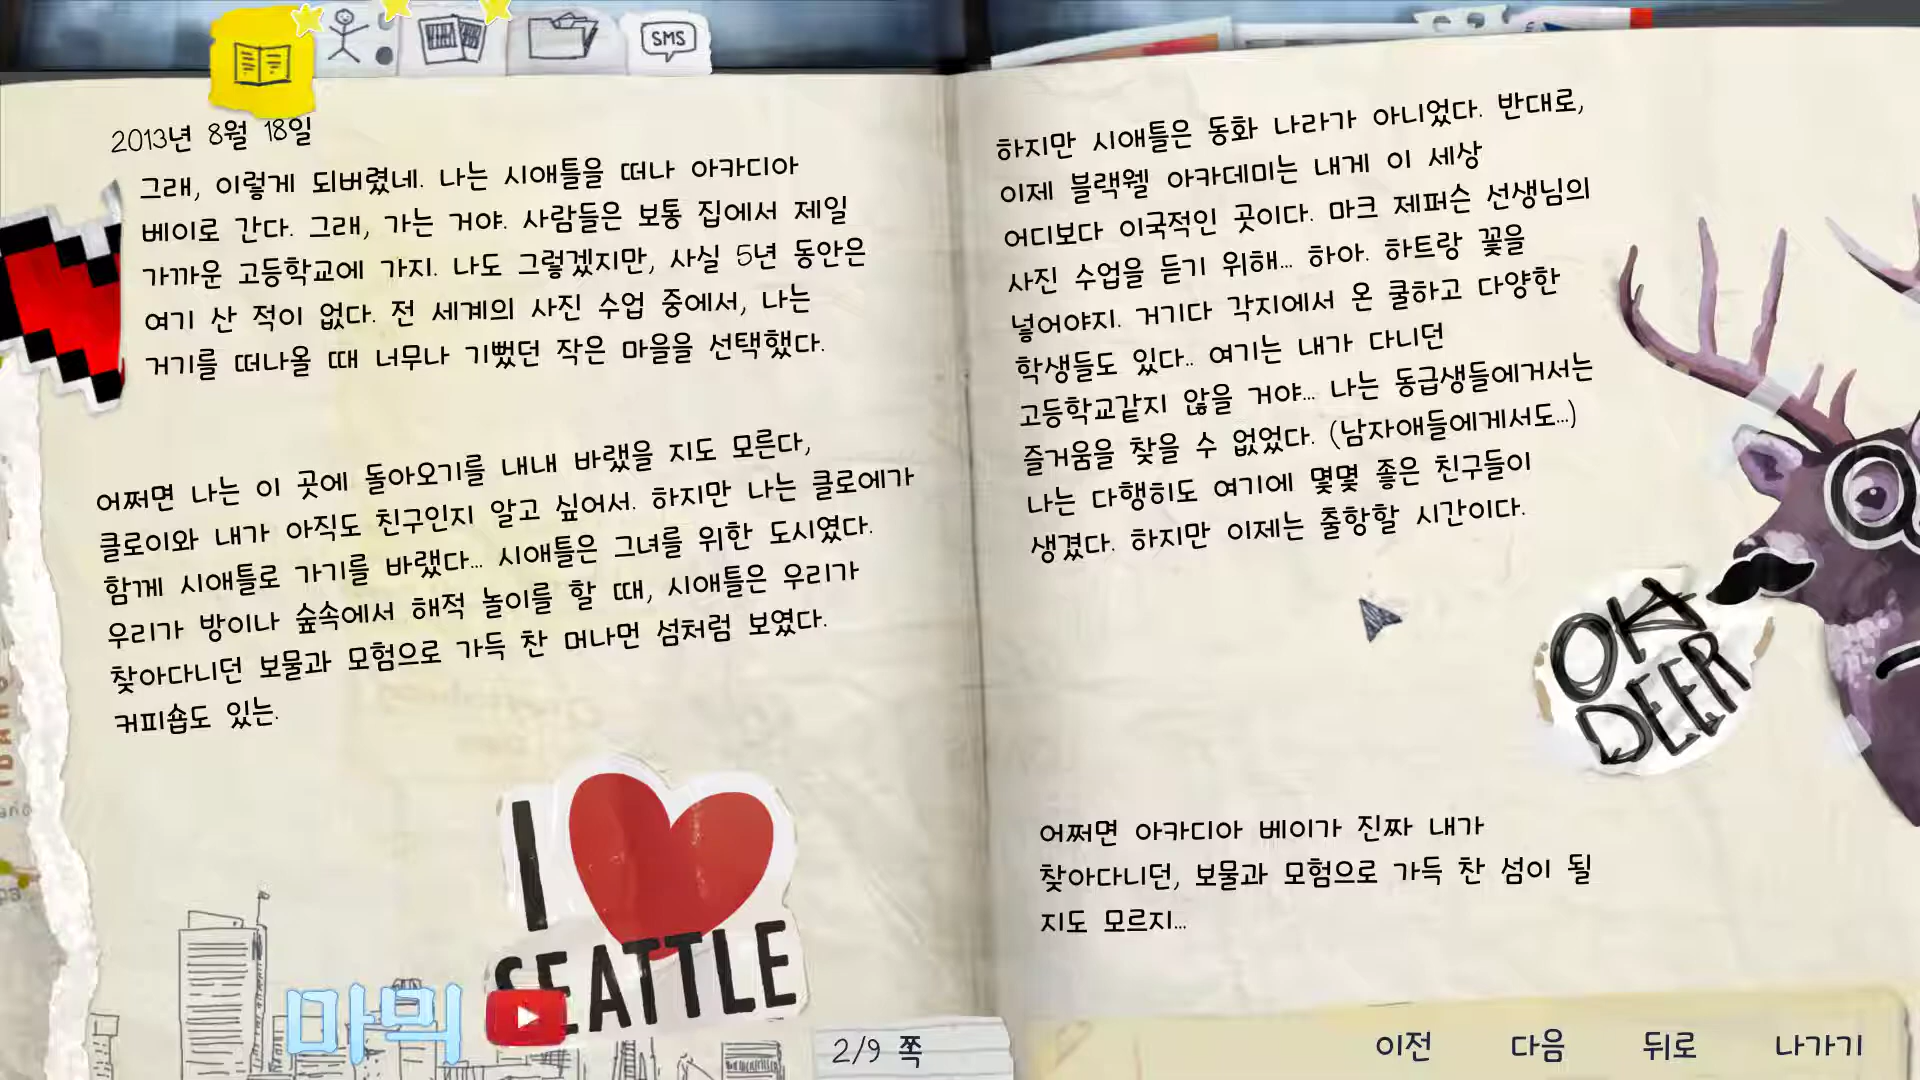 SMS
2013년 8월 18일
그래, 이렇게 되버렸네. 나는 시애틀을 떠나 아카디아
베이로 간다. 그래, 가는 거야. 사람들은 보통 집에서 제일
가까운 고등학교에 가지. 나도 그렇겠지만, 사실 5년 동안은
여기 산 적이 없다. 전 세계의 사진 수업 중에서, 나는
거기를 떠나올 때 너무나 기뻤던 작은 마을을 선택했다.
어쩌면 나는 이 곳에 돌아오기를 내내 바랬을 지도 모른다,
클로이와 내가 아직도 친구인지 알고 싶어서. 하지만 나는 클로에가
함께 시애틀로 가기를 바랬다... 시애틀은 그녀를 위한 도시였다.
우리가 방이나 숲속에서 해적 놀이를 할 때, 시애틀은 우리가
찾아다니던 보물과 모험으로 가득 찬 머나먼 섬처럼 보였다.
커피숍도 있는.
I
SEATTLE
마믜
2/9 쪽
하지만 시애틀은 동화 나라가 아니었다. 반대로,
이제 블랙웰 아카데미는 내게 이 세상
어디보다 이국적인 곳이다. 마크 제퍼슨 선생님의
사진 수업을 듣기 위해... 하아. 하트랑 꽃을
넣어야지. 거기다 각지에서 온 쿨하고 다양한
학생들도 있다.. 여기는 내가 다니던
고등학교같지 않을 거야... 나는 동급생들에거서는
즐거움을 찾을 수 없었다. (남자애들에게서도...)
나는 다행히도 여기에 몇몇 좋은 친구들이
생겼다. 하지만 이제는 출항할 시간이다.
OK
DEER
어쩌면 아카디아 베이가 진짜 내가
찾아다니던, 보물과 모험으로 가득 찬 섬이 될
지도 모르지...
이전 다음 뒤로 나가기